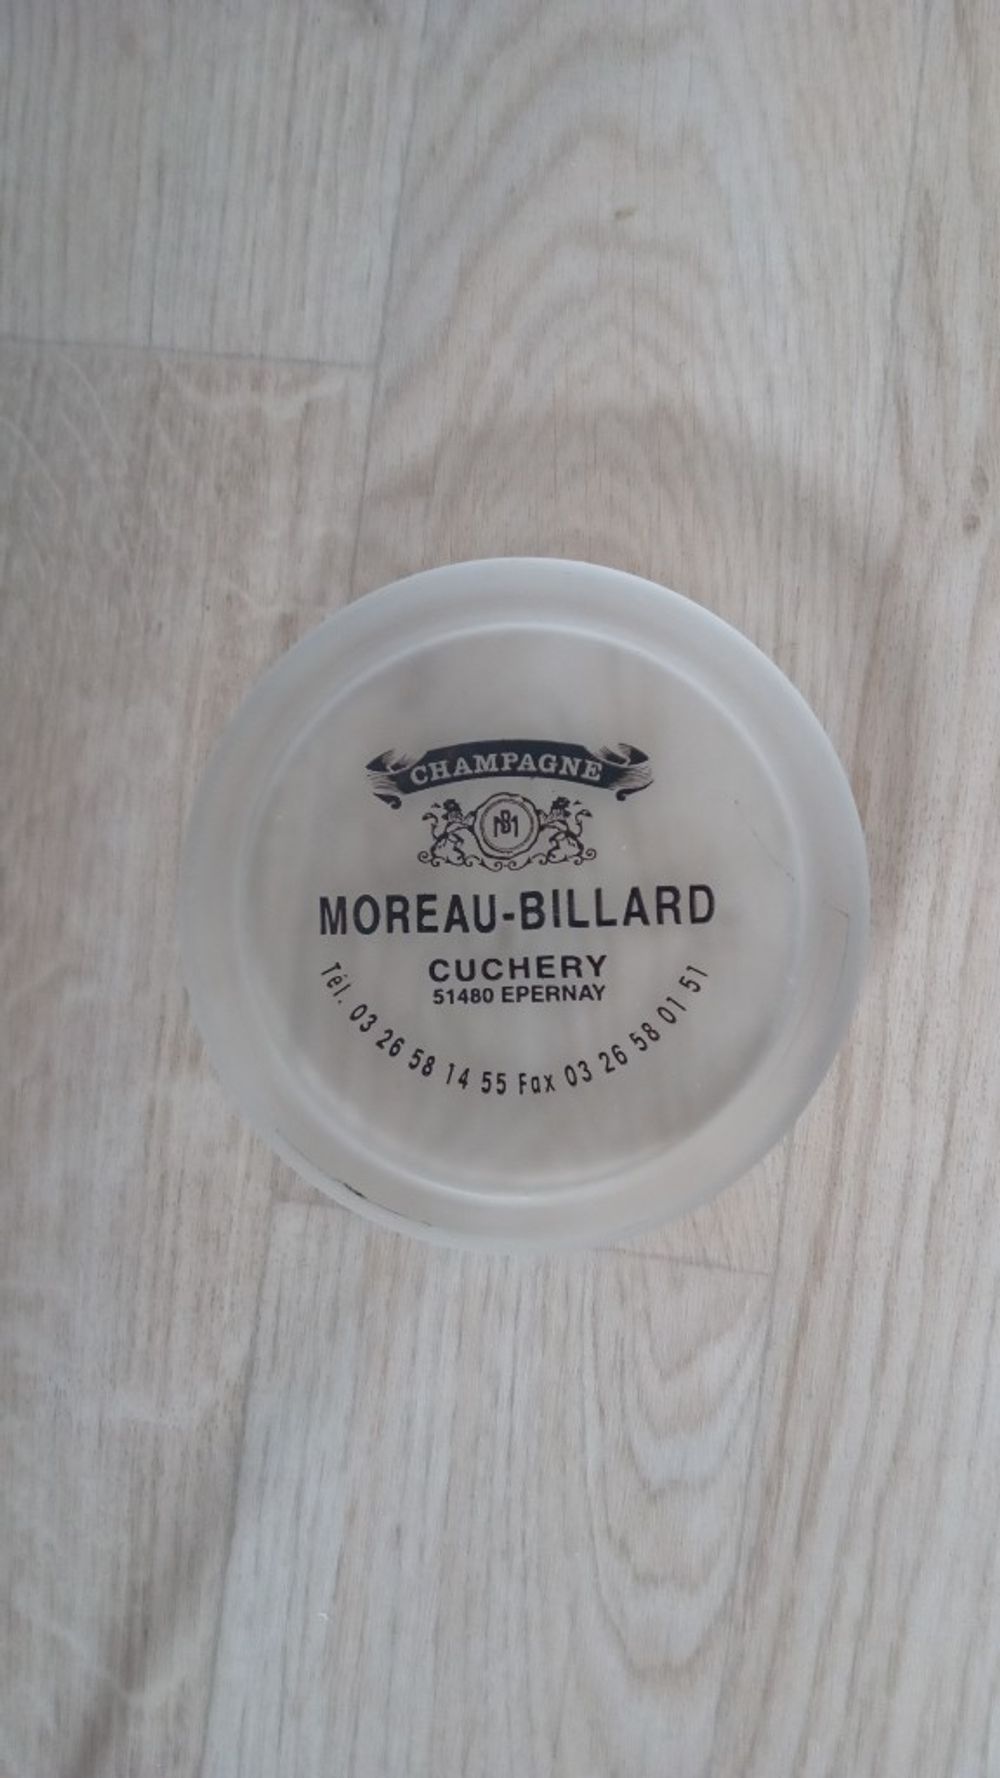 CHAMPAGNE
MB
MOREAU-BILLARD
CUCHERY
51480 EPERNAY
Tél. 03 26 58 14 55 Fax 03 26 58 01 51